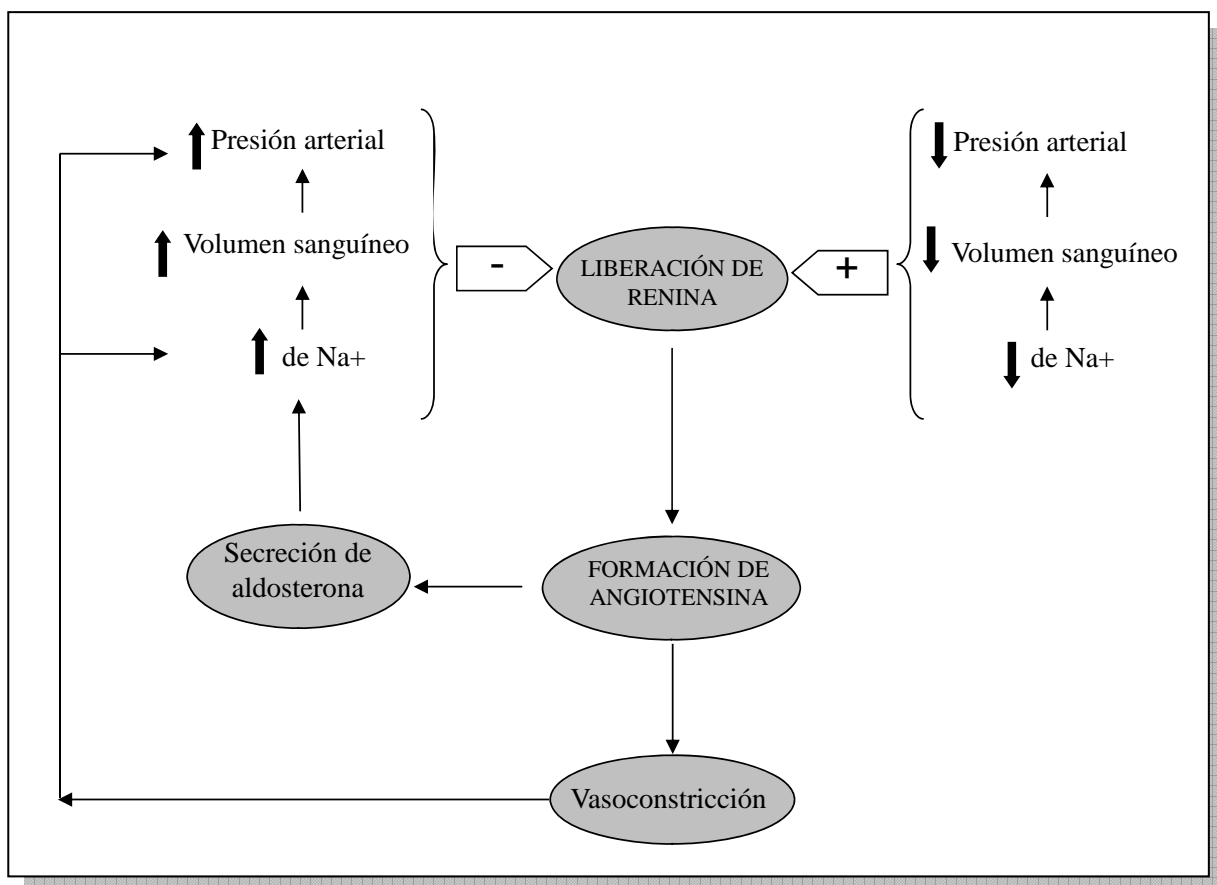 Presión arterial
Volumen sanguíneo
de Na+
-
LIBERACIÓN DE
RENINA
+
Presión arterial
Volumen sanguíneo
de Na+
Secreción de
aldosterona
FORMACIÓN DE
ANGIOTENSINA
Vasoconstricción